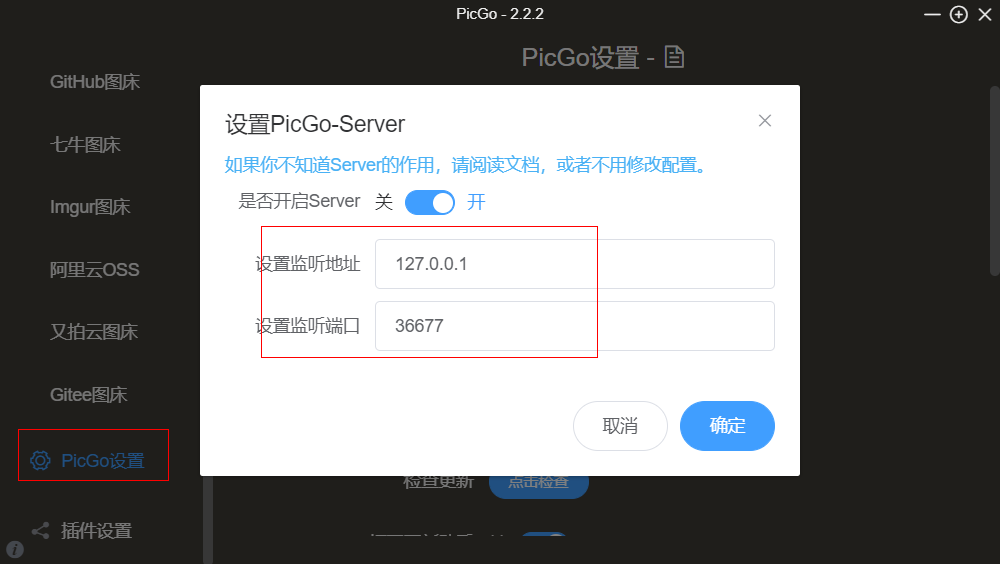 PicGo - 2.2.2
PicGo设置 -
GitHub图床
七牛图床
Imgur图床
阿里云OSS
又拍云图床
Gitee图床
PicGo设置
插件设置
设置PicGo-Server
如果你不知道Server的作用，请阅读文档，或者不用修改配置。
是否开启Server 关 开
设置监听地址 127.0.0.1
设置监听端口 36677
取消 确定
检查更新 点击检查